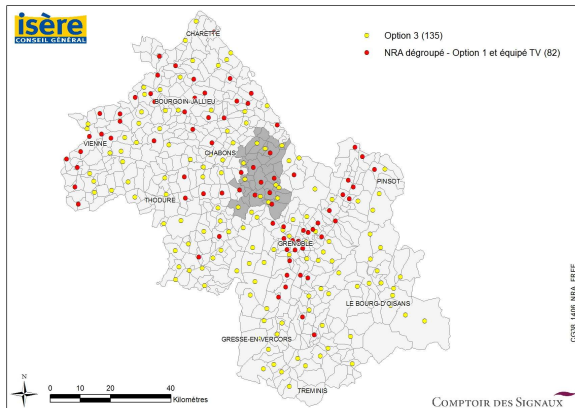 isère
CONSEIL GÉNÉRAL
Option 3 (135)
NRA dégroupé - Option 1 et équipé TV (82)
CHARETTE
BOURGOIN-JALLIEU
VIENNE
CHABONS
PINSOT
THODURE
GRENOBLE
LE BOURG-D'OISANS
GRESSE-EN-VERCORS
TREMINIS
N
0 10 20 40
Kilomètres
COMPTOIR DES SIGNAUX